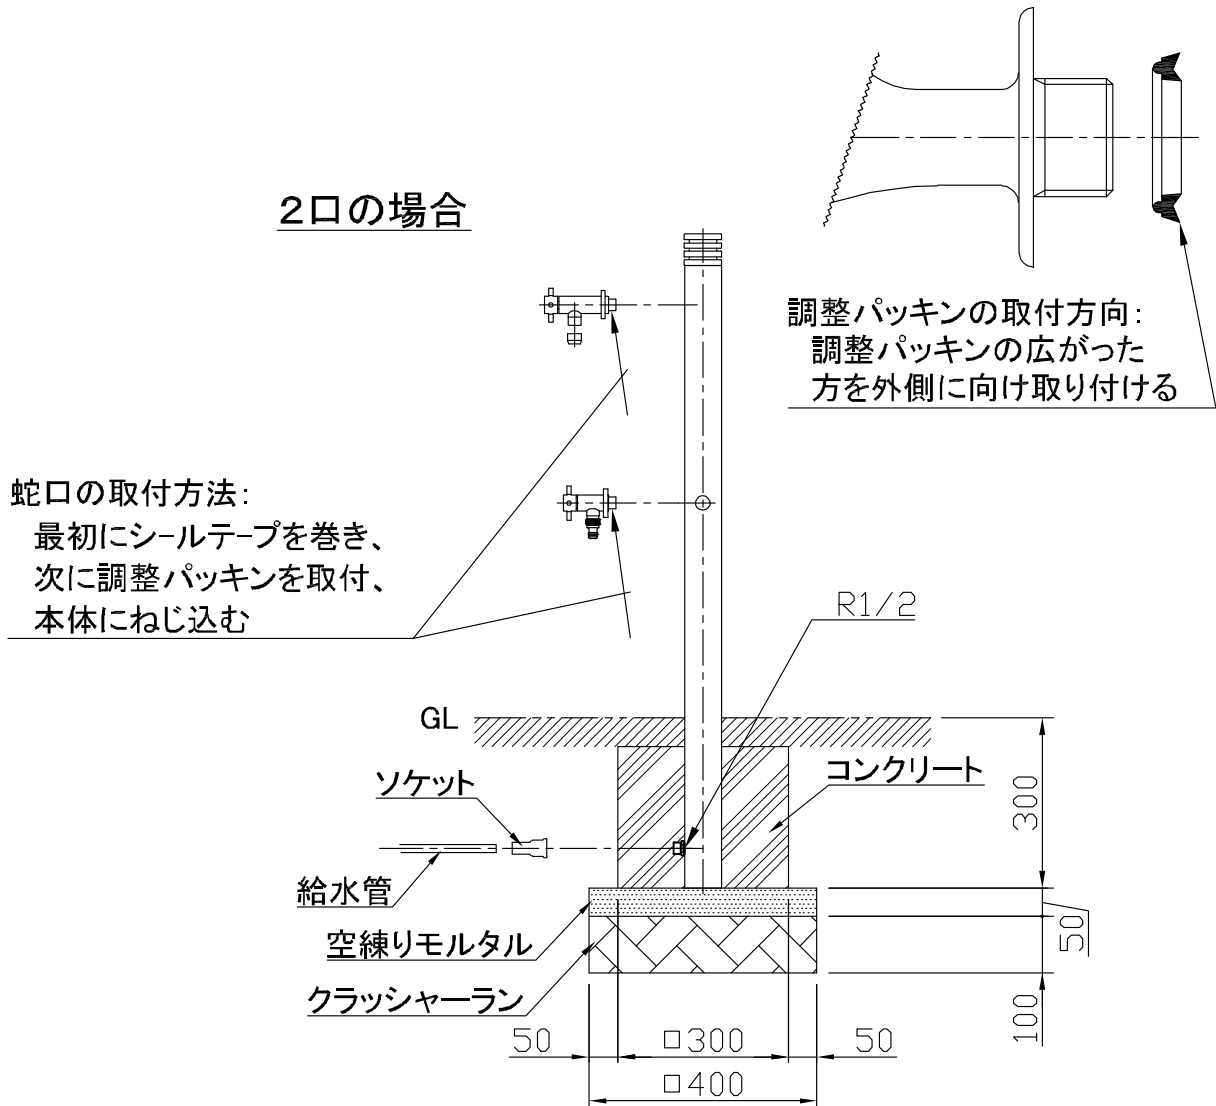 2口の場合
調整パッキンの取付方向:
調整パッキンの広がった
方を外側に向け取り付ける
蛇口の取付方法:
最初にシールテープを巻き、
次に調整パッキンを取付、
本体にねじ込む
R1/2
GL
ソケット
コンクリート
300
給水管
空練りモルタル
50
クラッシャーラン
100
50
□300
50
□400